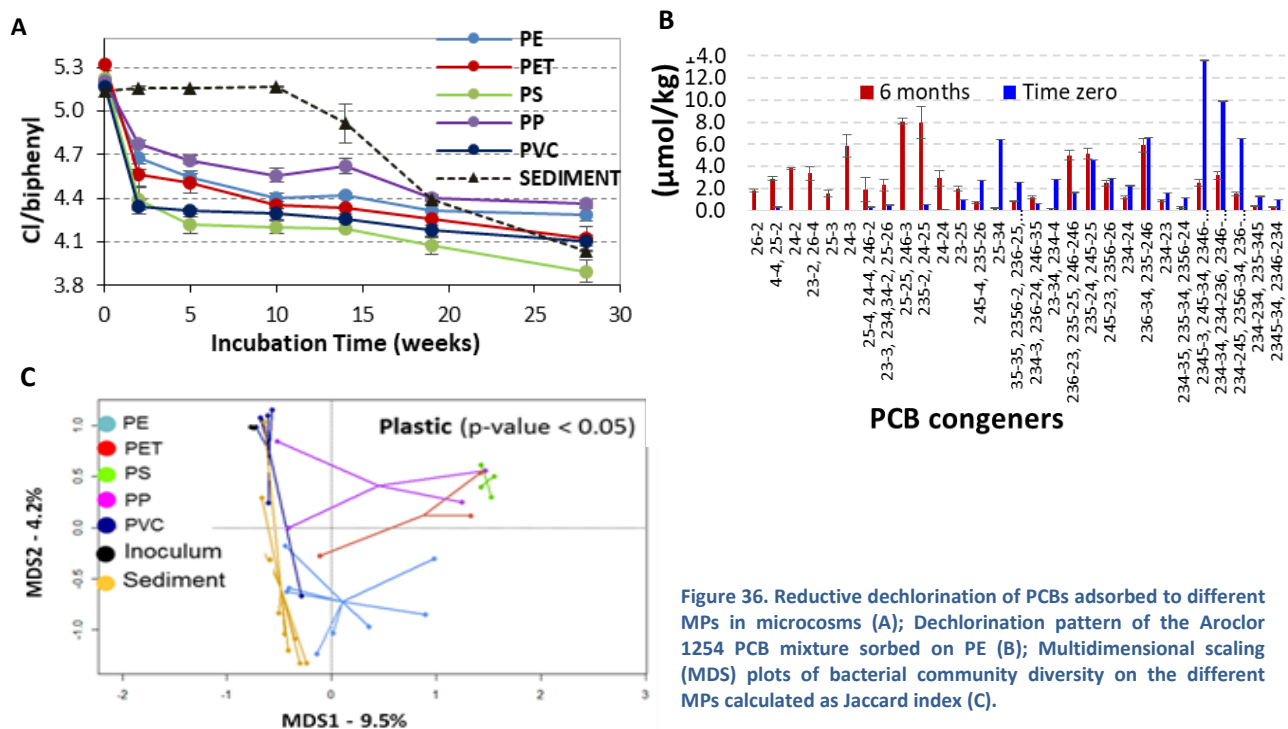 A
Cl/biphenyl
5.3
5.0
4.7
4.4
4.1
3.8
0
5
10
15
20
25
30
Incubation Time (weeks)
PE
PET
PS
PP
PVC
SEDIMENT
B
(µmol/kg)
14.0
12.0
10.0
8.0
6.0
4.0
2.0
0.0
6 months
Time zero
26-2
4-4, 25-2
24-2
23-2, 26-4
25-3
24-3
25-4, 24-4, 246-2
23-3, 234,34-2, 25-26
25-25, 246-3
235-2, 24-25
24-24
23-25
245-4, 235-26
25-34
35-35, 2356-2, 236-25,
234-3, 236-24, 246-35
23-34, 234-4
236-23, 235-25, 246-246
235-24, 245-25
245-23, 2356-26
234-24
236-34, 235-246
234-23
234-35, 235-34, 2356-24
2345-3, 245-34, 2346-
234-34, 234-236, 2346-
234-245, 2356-34, 236-
234-234, 235-345
2345-34, 2346-234
PCB congeners
C
MDS2 - 4.2%
1.0
0.5
0.0
-0.5
-1.0
-2
-1
0
1
2
3
MDS1 - 9.5%
PE
PET
PS
PP
PVC
Inoculum
Sediment
Plastic (p-value < 0.05)
Figure 36. Reductive dechlorination of PCBs adsorbed to different
MPs in microcosms (A); Dechlorination pattern of the Aroclor
1254 PCB mixture sorbed on PE (B); Multidimensional scaling
(MDS) plots of bacterial community diversity on the different
MPs calculated as Jaccard index (C).